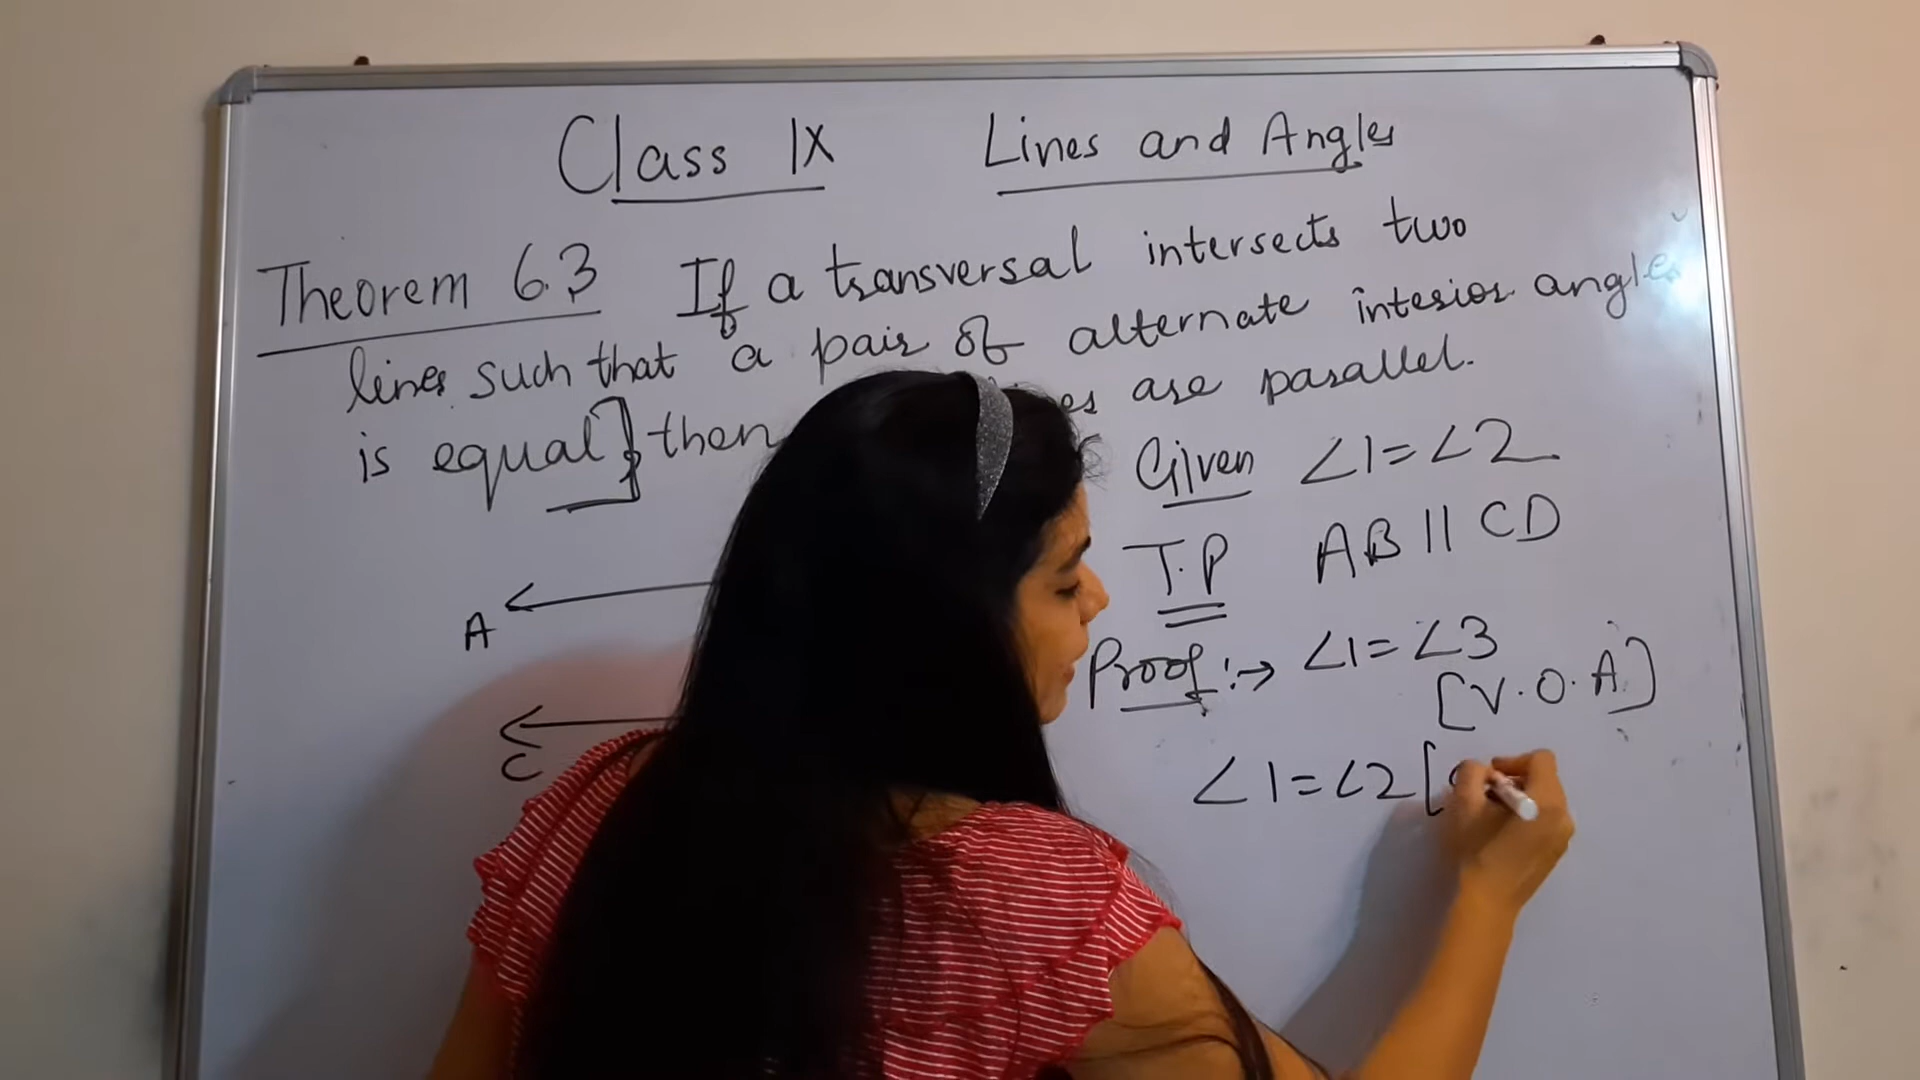 Class IX Lines and Angles
Theorem 6.3 If a transversal intersects two
lines such that a pair of alternate interior angles
is equal} then are parallel.
Given ∠1=∠2
T.P AB || CD
A
Proof :→ ∠1=∠3
[V.O.A]
C
∠1=∠2 [